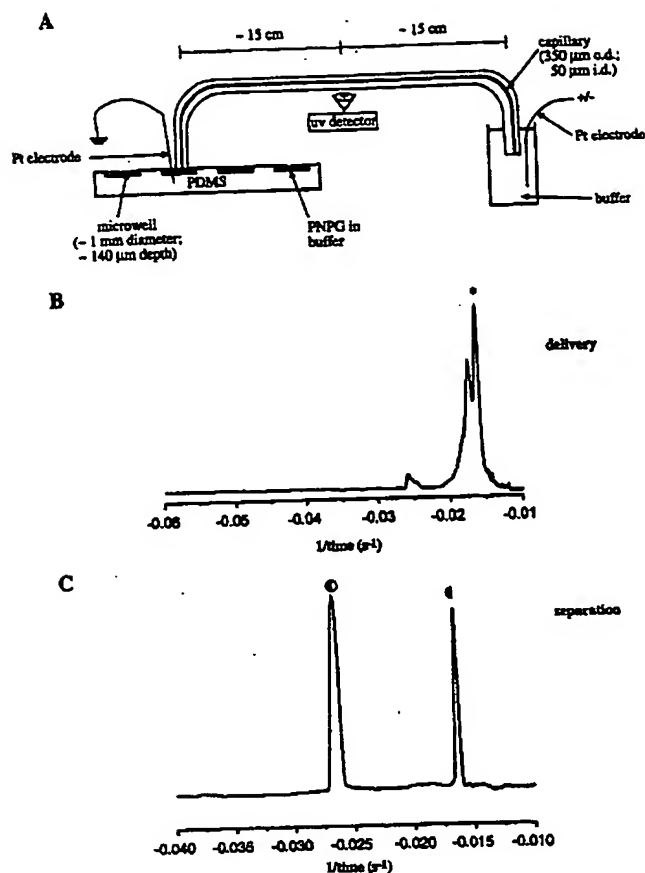 A
~ 15 cm
~ 15 cm
capillary
(350 µm o.d.;
50 µm i.d.)
+/-
uv detector
Pt electrode
Pt electrode
PDMS
buffer
microwell
(~ 1 mm diameter;
~ 140 µm depth)
PNPG in
buffer
B
*
delivery
-0.06 -0.05 -0.04 -0.03 -0.02 -0.01
1/time (s-1)
C
separation
-0.040 -0.035 -0.030 -0.025 -0.020 -0.015 -0.010
1/time (s-1)